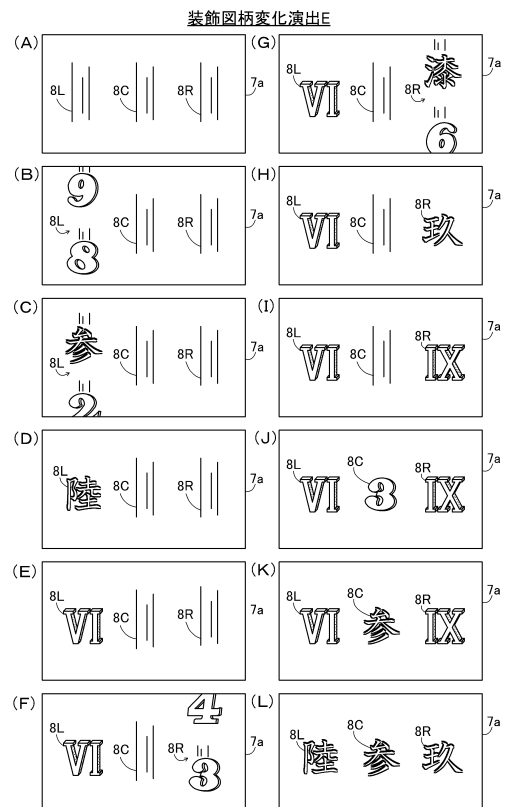 装飾図柄変化演出E
(A)
8L 8C 8R 7a
(B)
9
8L 8C 8R 7a
8
(C)
参
8L 8C 8R 7a
2
(D)
8L 8C 8R 7a
陸
(E)
8L 8C 8R 7a
VI
(F)
4
8L 8C 8R 7a
VI 3
(G)
8L 8C 8R 7a
VI 漆
6
(H)
8L 8C 8R 7a
VI 玖
(I)
8L 8C 8R 7a
VI IX
(J)
8L 8C 8R 7a
VI 3 IX
(K)
8L 8C 8R 7a
VI 参 IX
(L)
8L 8C 8R 7a
陸 参 玖